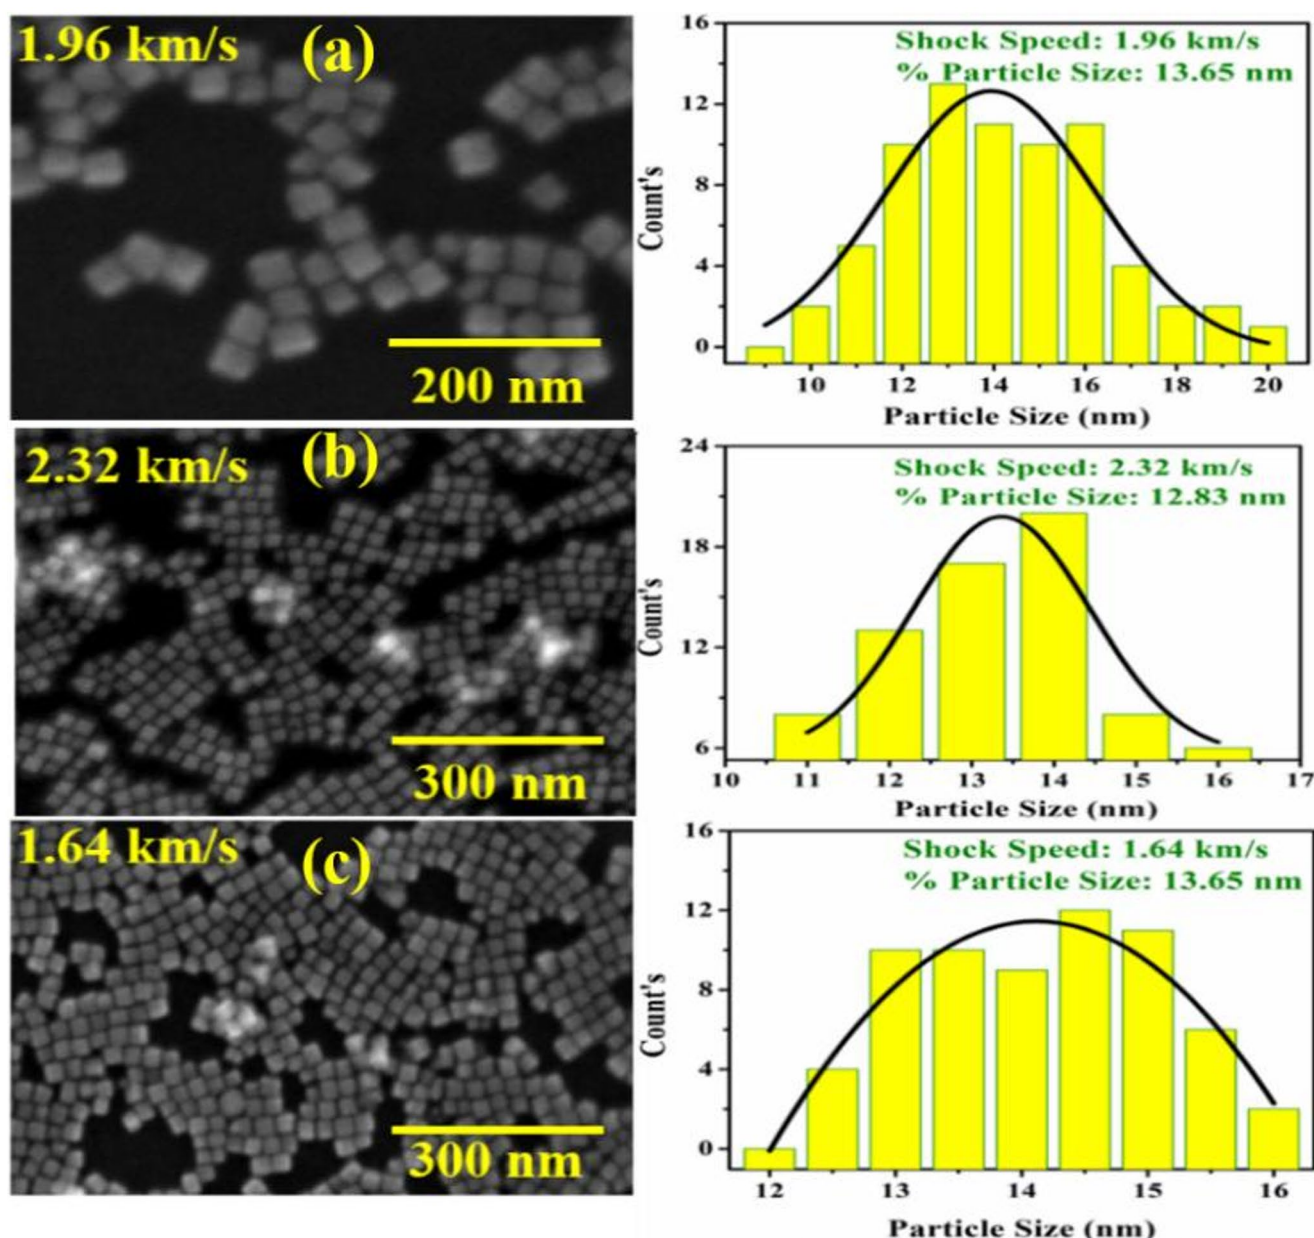 1.96 km/s
(a)
200 nm
16
12
8
4
0
Count's
Shock Speed: 1.96 km/s
% Particle Size: 13.65 nm
10 12 14 16 18 20
Particle Size (nm)
2.32 km/s
(b)
300 nm
24
18
12
6
Count's
Shock Speed: 2.32 km/s
% Particle Size: 12.83 nm
10 11 12 13 14 15 16 17
Particle Size (nm)
1.64 km/s
(c)
300 nm
16
12
8
4
0
Count's
Shock Speed: 1.64 km/s
% Particle Size: 13.65 nm
12 13 14 15 16
Particle Size (nm)